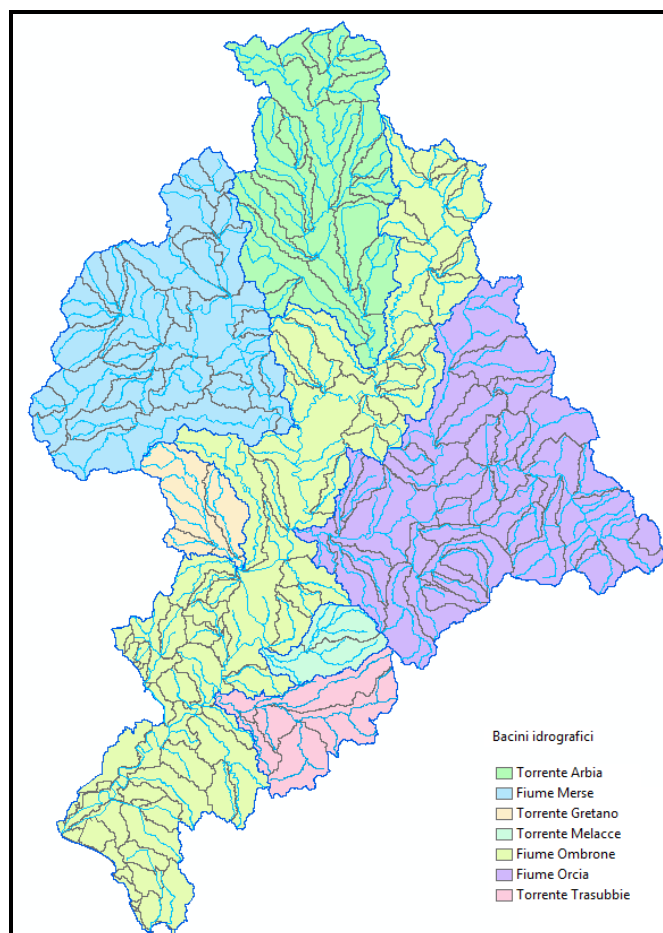 Bacini idrografici
Torrente Arbia
Fiume Merse
Torrente Gretano
Torrente Melacce
Fiume Ombrone
Fiume Orcia
Torrente Trasubbie